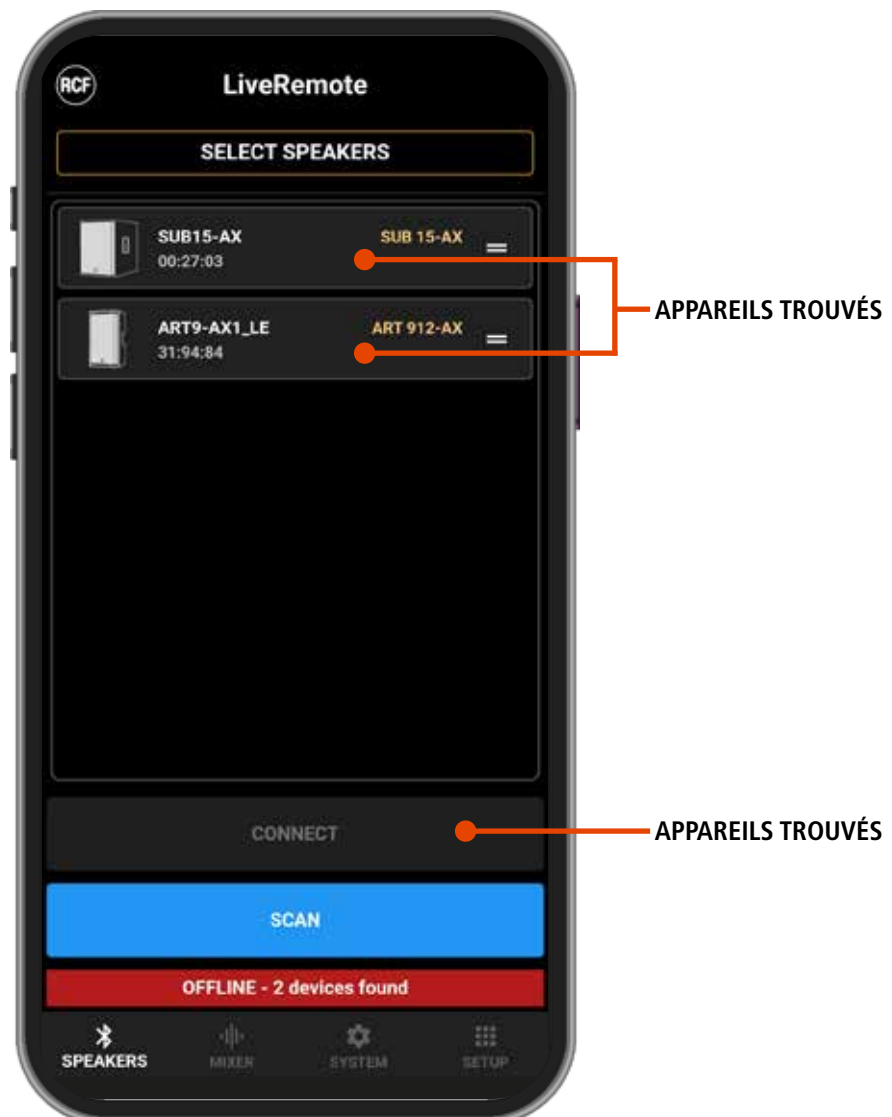 RCF
LiveRemote
SELECT SPEAKERS
SUB15-AX
SUB 15-AX
00:27:03
APPAREILS TROUVÉS
ART9-AX1_LE
ART 912-AX
31:94:84
CONNECT
APPAREILS TROUVÉS
SCAN
OFFLINE - 2 devices found
SPEAKERS
MIXER
SYSTEM
SETUP